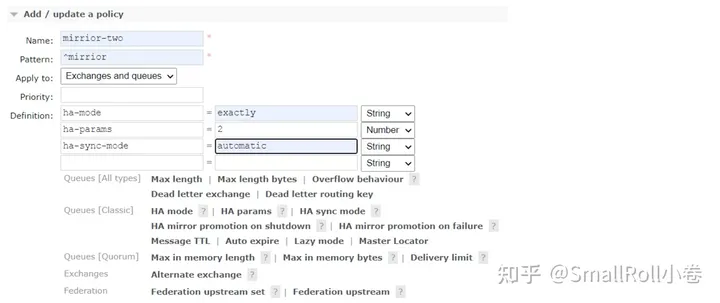 Add / update a policy
Name: mirrior-two *
Pattern: ^mirrior *
Apply to: Exchanges and queues
Priority:
Definition: ha-mode = exactly String
ha-params = 2 Number
ha-sync-mode = automatic String
= String
Queues [All types] Max length | Max length bytes | Overflow behaviour ?
Dead letter exchange | Dead letter routing key
Queues [Classic] HA mode ? | HA params ? | HA sync mode ?
HA mirror promotion on shutdown ? | HA mirror promotion on failure ?
Message TTL | Auto expire | Lazy mode | Master Locator
Queues [Quorum] Max in memory length ? | Max in memory bytes ? | Delivery limit ?
Exchanges Alternate exchange ?
Federation Federation upstream set ? | Federation upstream ?
知乎 @SmallRoll小卷